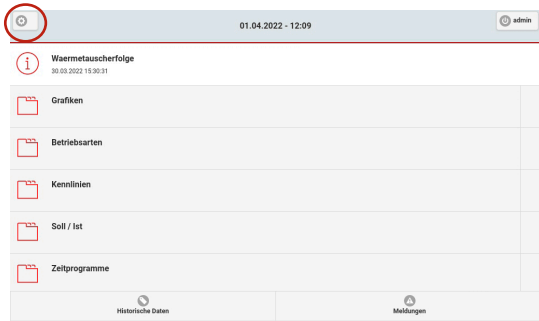 01.04.2022 - 12:09
admin
Waermetauscherfolge
30.03.2022 15:30:31
Grafiken
Betriebsarten
Kennlinien
Soll / Ist
Zeitprogramme
Historische Daten
Meldungen